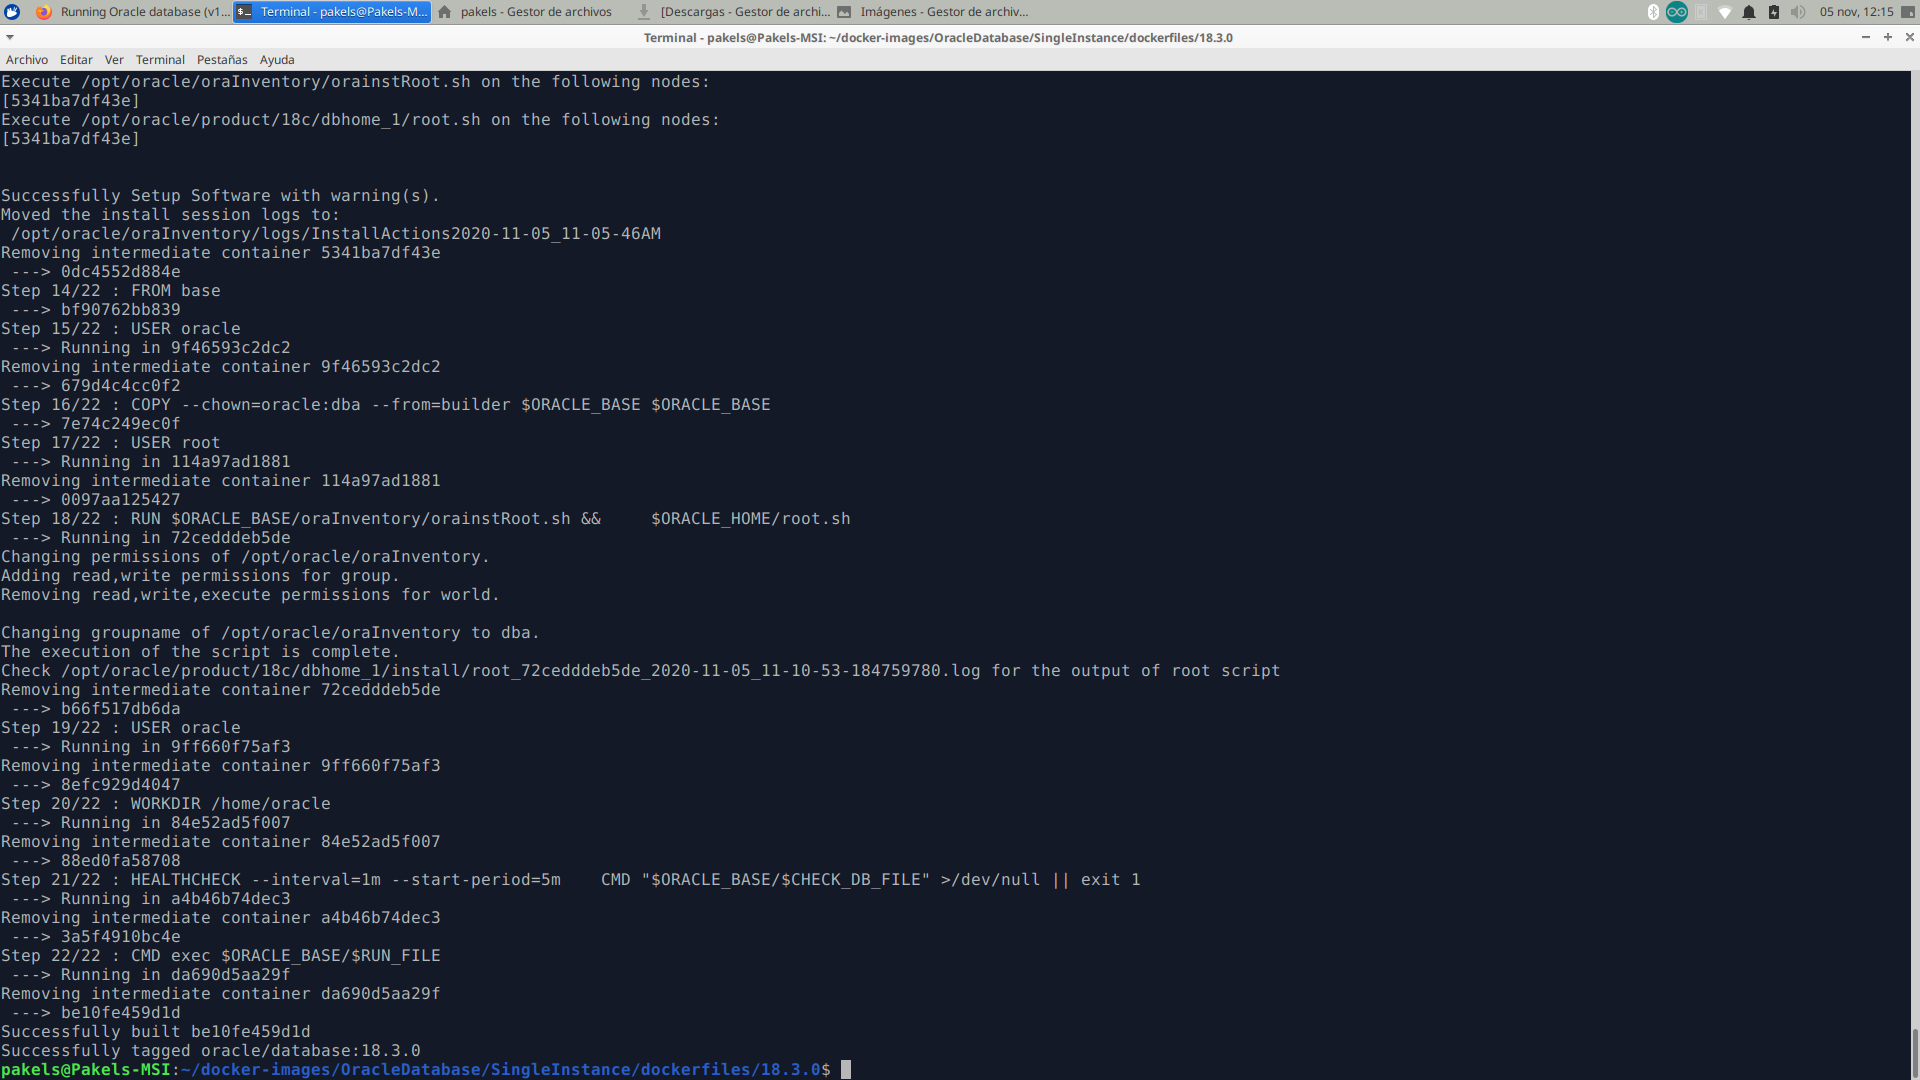 Running Oracle database (v1...
Terminal - pakels@Pakels-M...
pakels - Gestor de archivos
[Descargas - Gestor de archi...
Imágenes - Gestor de archiv...
05 nov, 12:15
Terminal - pakels@Pakels-MSI: ~/docker-images/OracleDatabase/SingleInstance/dockerfiles/18.3.0
Archivo Editar Ver Terminal Pestañas Ayuda
Execute /opt/oracle/oraInventory/orainstRoot.sh on the following nodes:
[5341ba7df43e]
Execute /opt/oracle/product/18c/dbhome_1/root.sh on the following nodes:
[5341ba7df43e]
Successfully Setup Software with warning(s).
Moved the install session logs to:
/opt/oracle/oraInventory/logs/InstallActions2020-11-05_11-05-46AM
Removing intermediate container 5341ba7df43e
---> 0dc4552d884e
Step 14/22 : FROM base
---> bf90762bb839
Step 15/22 : USER oracle
---> Running in 9f46593c2dc2
Removing intermediate container 9f46593c2dc2
---> 679d4c4cc0f2
Step 16/22 : COPY --chown=oracle:dba --from=builder $ORACLE_BASE $ORACLE_BASE
---> 7e74c249ec0f
Step 17/22 : USER root
---> Running in 114a97ad1881
Removing intermediate container 114a97ad1881
---> 0097aa125427
Step 18/22 : RUN $ORACLE_BASE/oraInventory/orainstRoot.sh &&     $ORACLE_HOME/root.sh
---> Running in 72cedddeb5de
Changing permissions of /opt/oracle/oraInventory.
Adding read,write permissions for group.
Removing read,write,execute permissions for world.
Changing groupname of /opt/oracle/oraInventory to dba.
The execution of the script is complete.
Check /opt/oracle/product/18c/dbhome_1/install/root_72cedddeb5de_2020-11-05_11-10-53-184759780.log for the output of root script
Removing intermediate container 72cedddeb5de
---> b66f517db6da
Step 19/22 : USER oracle
---> Running in 9ff660f75af3
Removing intermediate container 9ff660f75af3
---> 8efc929d4047
Step 20/22 : WORKDIR /home/oracle
---> Running in 84e52ad5f007
Removing intermediate container 84e52ad5f007
---> 88ed0fa58708
Step 21/22 : HEALTHCHECK --interval=1m --start-period=5m    CMD "$ORACLE_BASE/$CHECK_DB_FILE" >/dev/null || exit 1
---> Running in a4b46b74dec3
Removing intermediate container a4b46b74dec3
---> 3a5f4910bc4e
Step 22/22 : CMD exec $ORACLE_BASE/$RUN_FILE
---> Running in da690d5aa29f
Removing intermediate container da690d5aa29f
---> be10fe459d1d
Successfully built be10fe459d1d
Successfully tagged oracle/database:18.3.0
pakels@Pakels-MSI:~/docker-images/OracleDatabase/SingleInstance/dockerfiles/18.3.0$